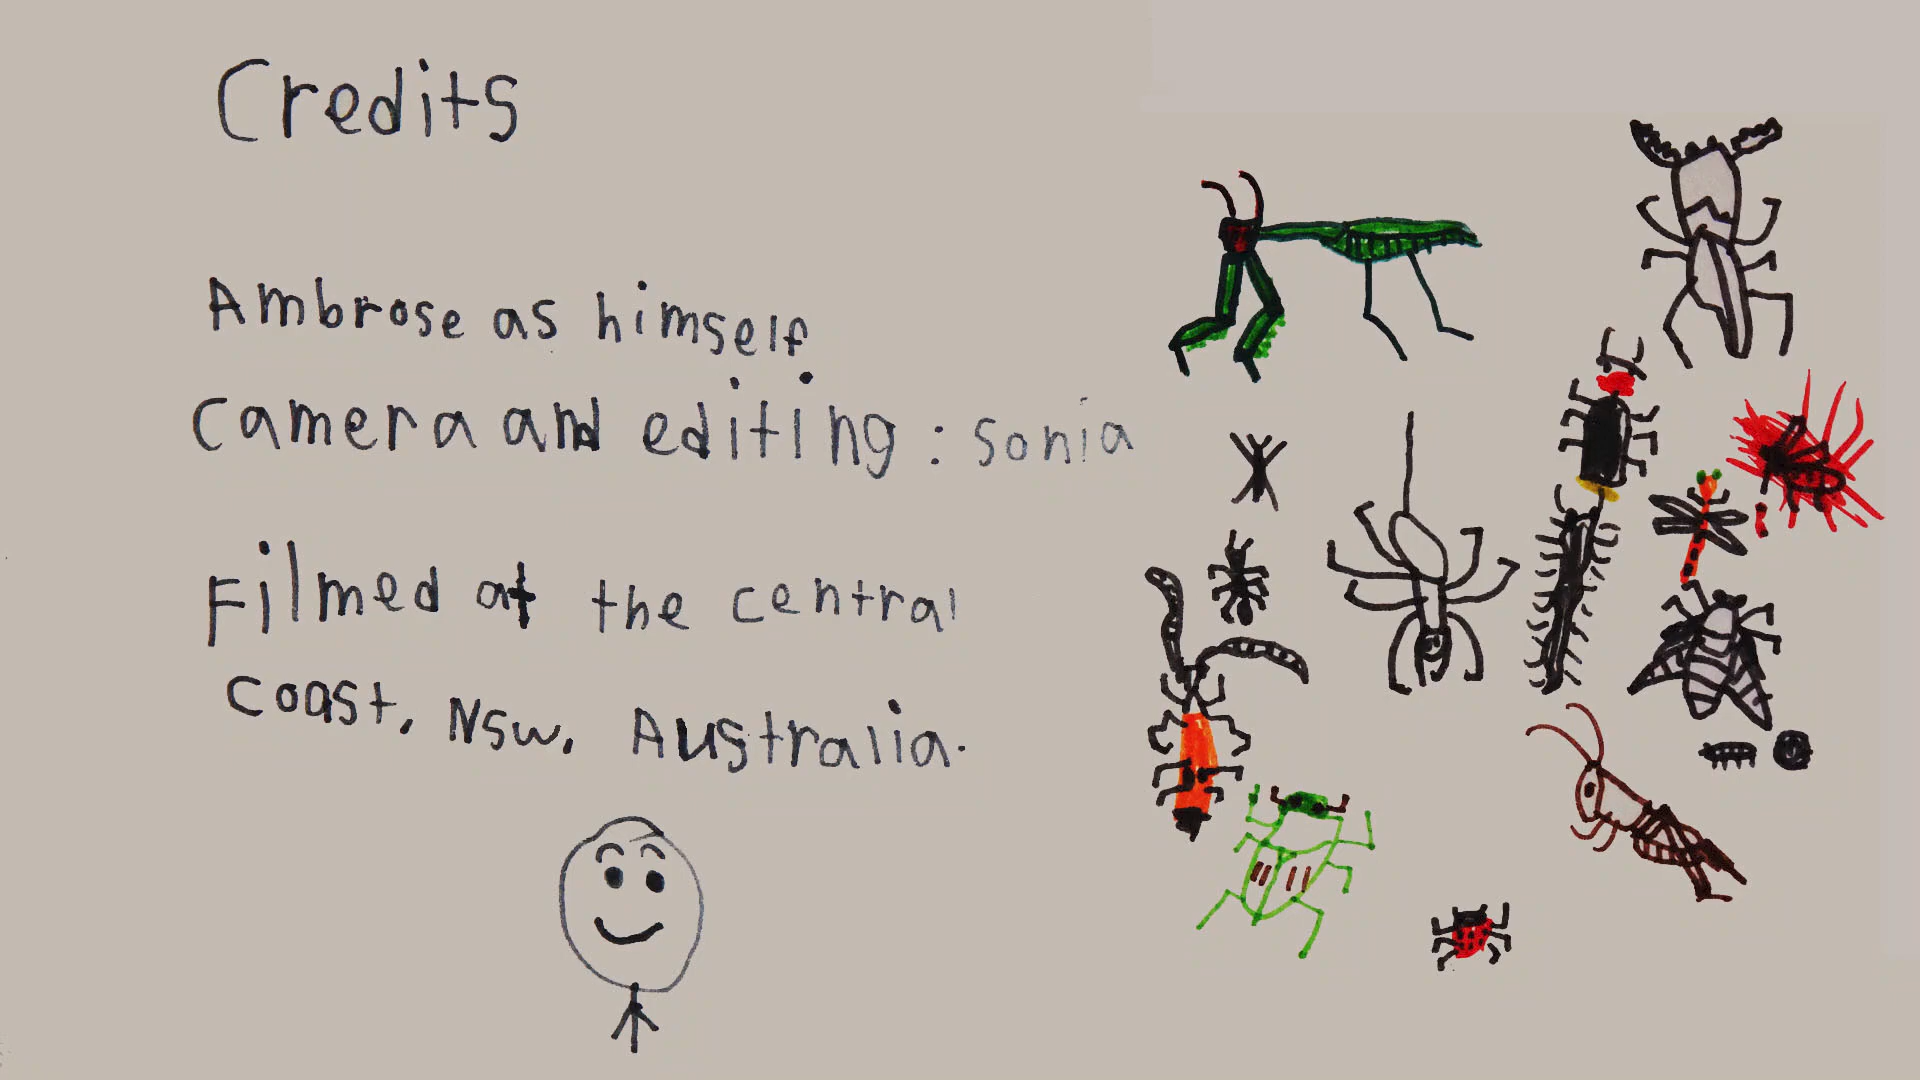 Credits
Ambrose as himself
camera and editing: sonia
Filmed at the central
coast, Nsw, Australia.